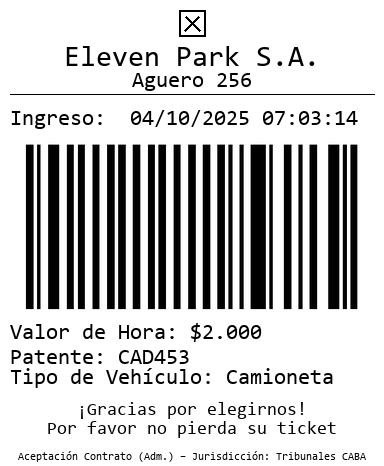 Eleven Park S.A.
Aguero 256
Ingreso: 04/10/2025 07:03:14
Valor de Hora: $2.000
Patente: CAD453
Tipo de Vehículo: Camioneta
¡Gracias por elegirnos!
Por favor no pierda su ticket
Aceptación Contrato (Adm.) – Jurisdicción: Tribunales CABA